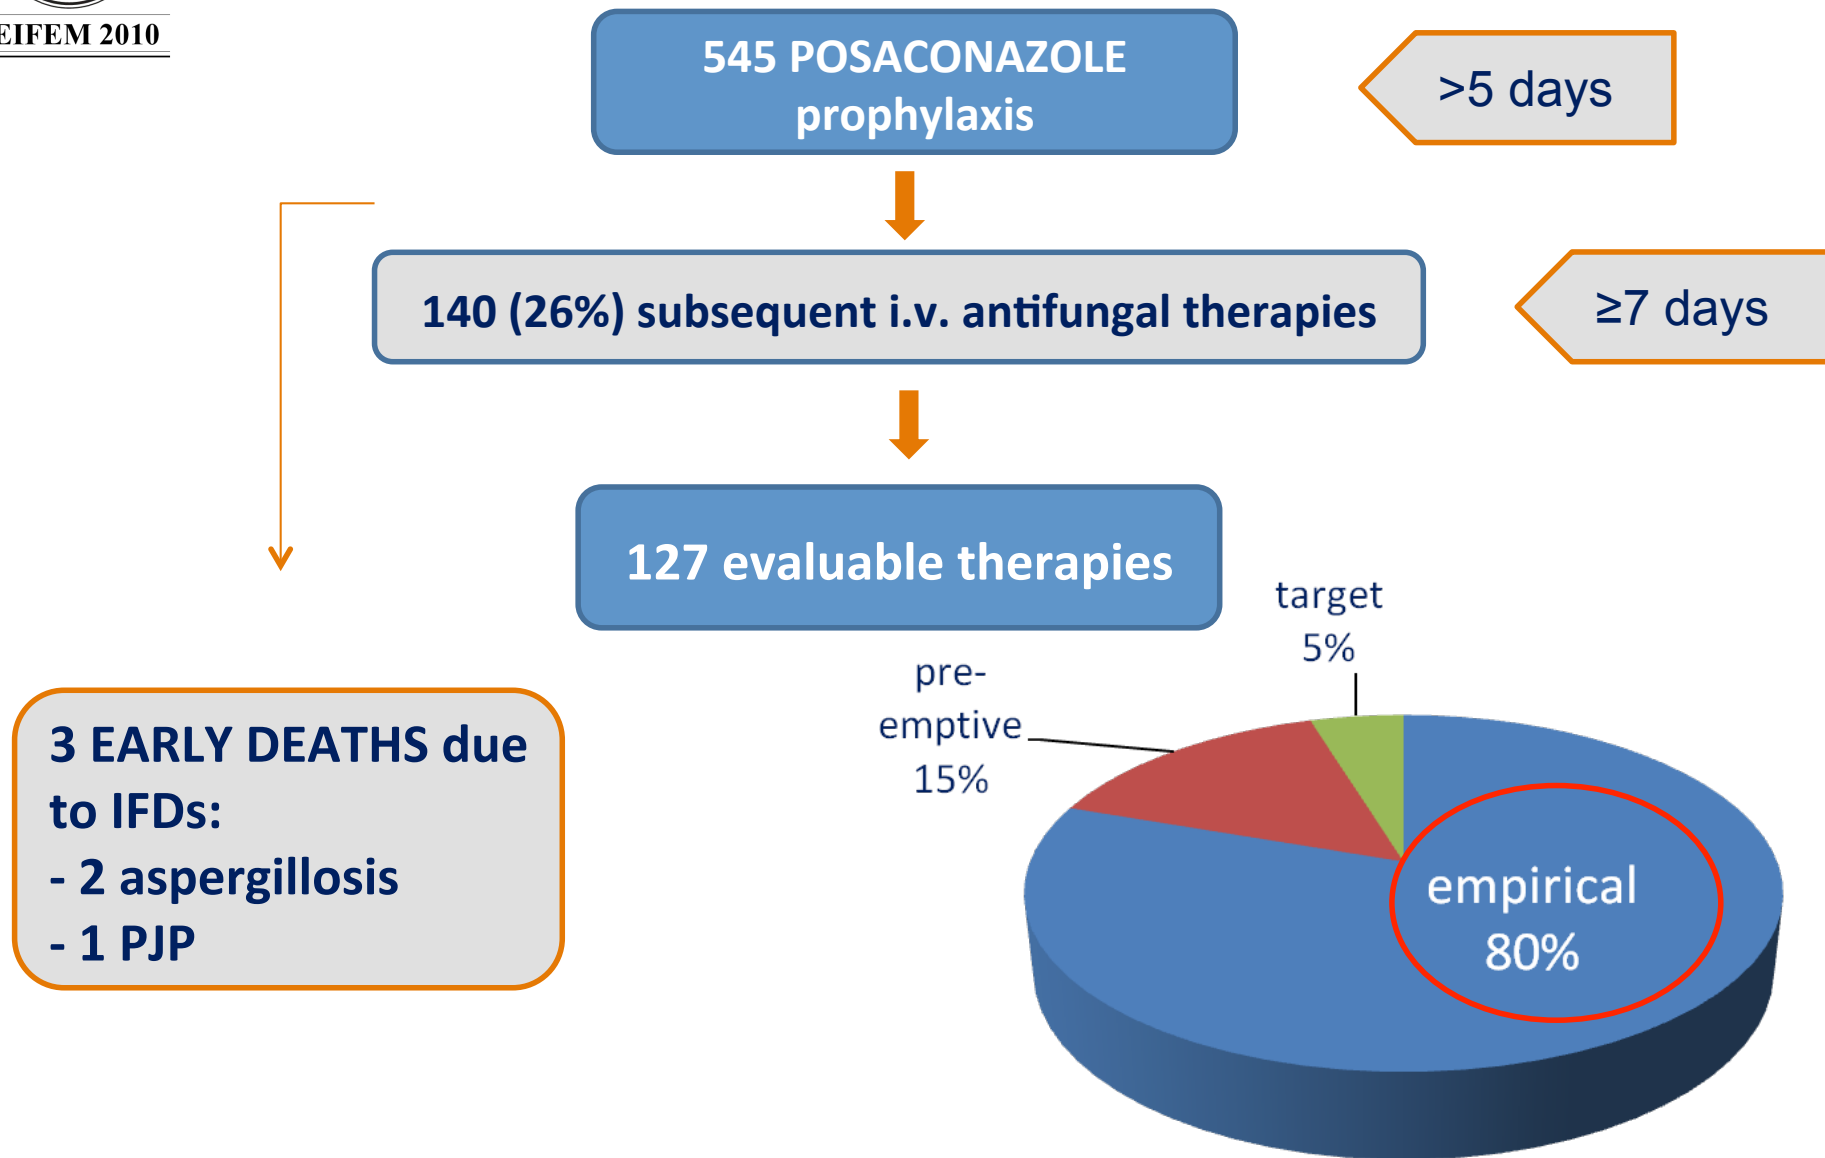 EIFEM 2010
545 POSACONAZOLE
prophylaxis
>5 days
140 (26%) subsequent i.v. antifungal therapies
≥7 days
127 evaluable therapies
target
5%
pre-
emptive
15%
3 EARLY DEATHS due
to IFDs:
- 2 aspergillosis
- 1 PJP
empirical
80%